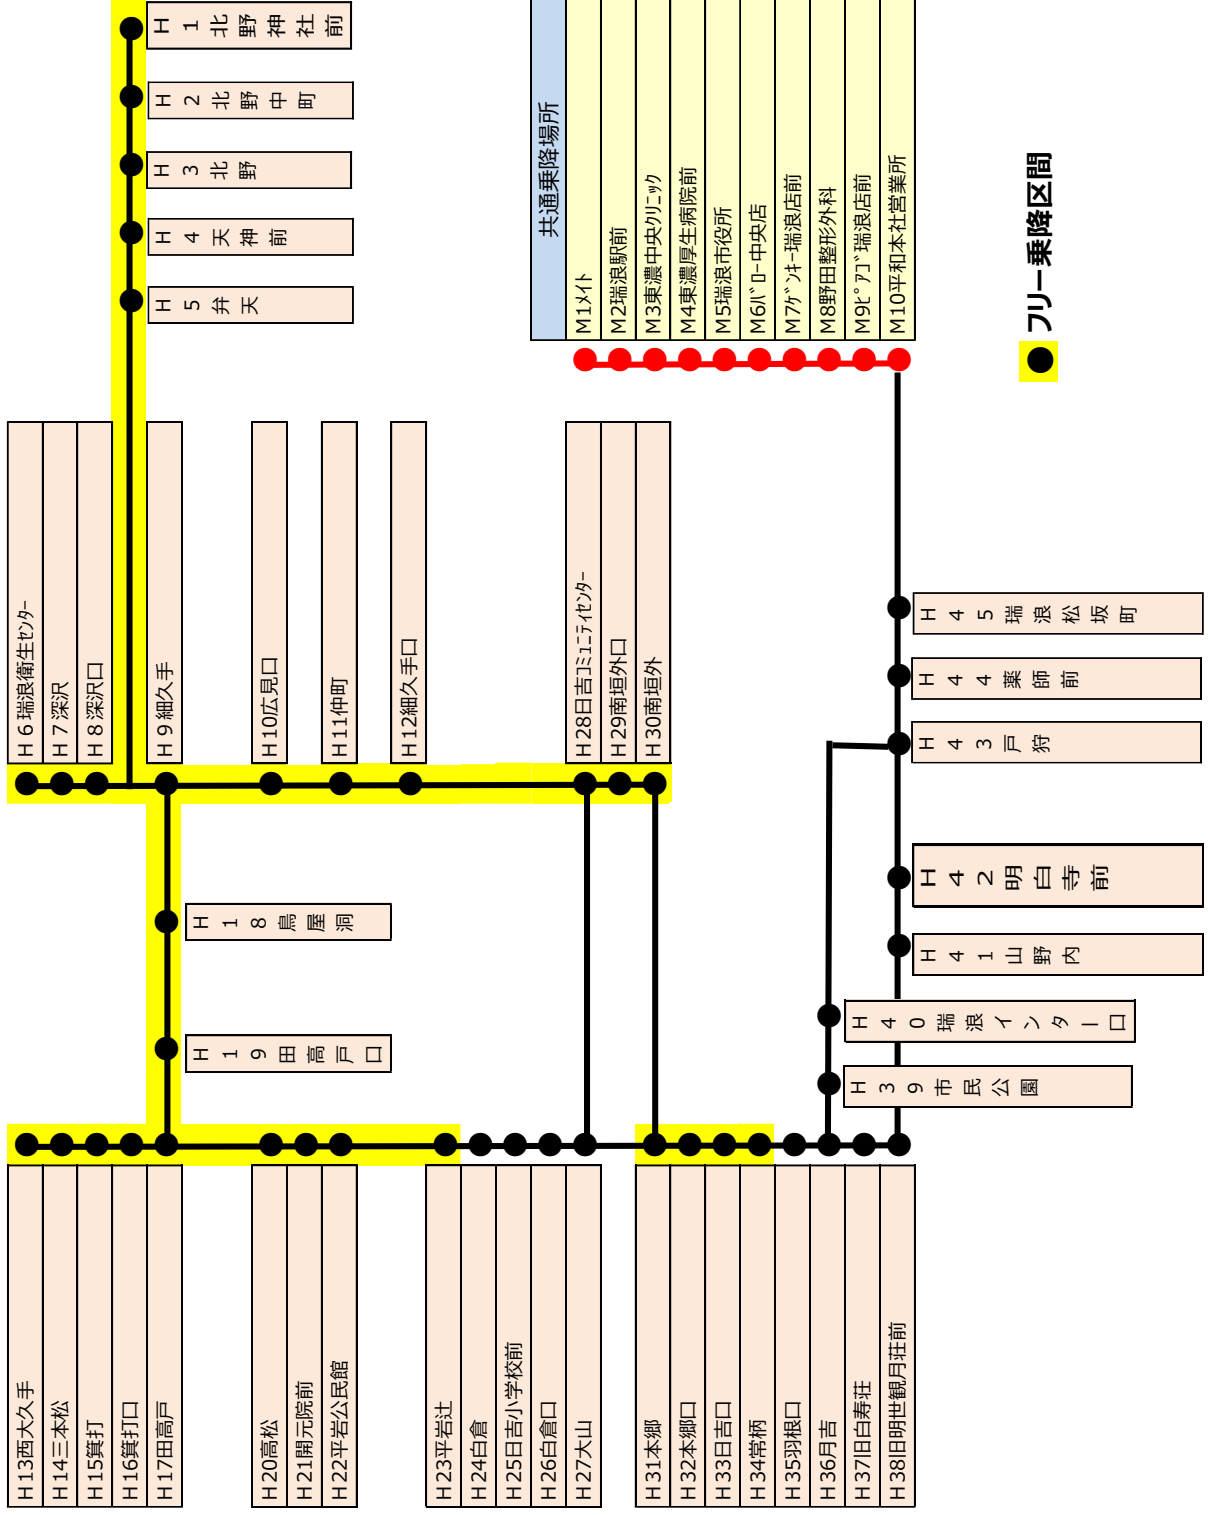 H13西大久手
H14三本松
H15箕打
H16箕打口
H17田高戸
H20高松
H21開元院前
H22平岩公民館
H23平岩辻
H24白倉
H25日吉小学校前
H26白倉口
H27大山
H31本郷
H32本郷口
H33日吉口
H34常柄
H35羽根口
H36月吉
H37旧白寿荘
H38旧明世観月荘前
H19田高戸口
H18鳥屋洞
H39市民公園
H40瑞浪インター口
H41山野内
H42明白寺前
H43戸狩
H44薬師前
H45瑞浪松坂町
H6瑞浪衛生ｾﾝﾀｰ
H7深沢
H8深沢口
H9細久手
H10広見口
H11仲町
H12細久手口
H28日吉ｺﾐｭﾆﾃｨｾﾝﾀｰ
H29南垣外口
H30南垣外
H5弁天
H4天神前
H3北野
H2北野中町
H1北野神社前
共通乗降場所
M1ﾒｲﾄ
M2瑞浪駅前
M3東濃中央ｸﾘﾆｯｸ
M4東濃厚生病院前
M5瑞浪市役所
M6ﾊﾞﾛｰ中央店
M7ｹﾞﾝｷｰ瑞浪店前
M8野田整形外科
M9ﾋﾟｱｺﾞ瑞浪店前
M10平和本社営業所
フリー乗降区間